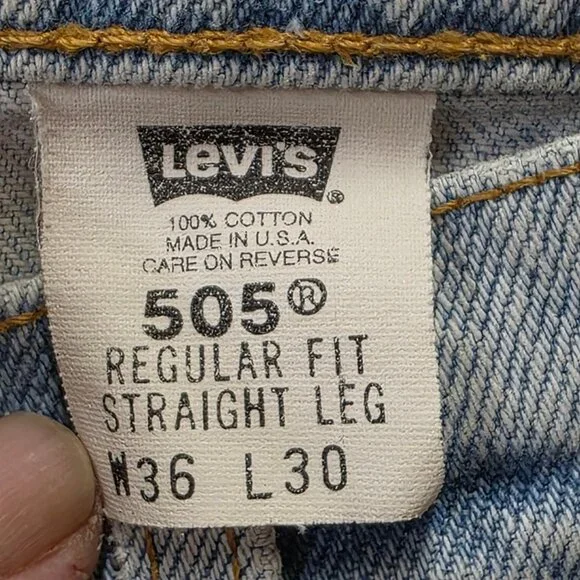 Levi's ®
100% COTTON
MADE IN U.S.A.
CARE ON REVERSE
505®
REGULAR FIT
STRAIGHT LEG
W36 L30